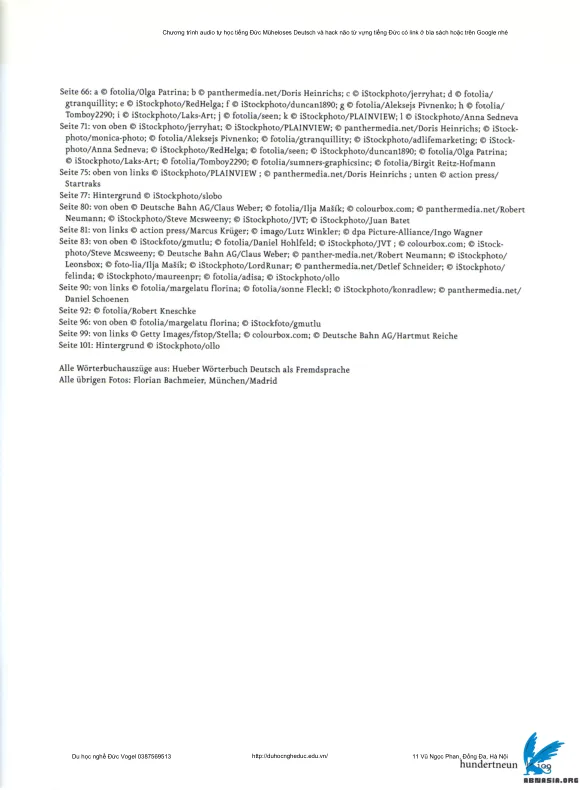 Chương trình audio tự học tiếng Đức Müheloses Deutsch và hack não từ vựng tiếng Đức có link ở bìa sách hoặc trên Google nhé
Seite 66: a © fotolia/Olga Patrina; b © panthermedia.net/Doris Heinrichs; c © iStockphoto/jerryhat; d © fotolia/
gtranquillity; e © iStockphoto/RedHelga; f © iStockphoto/duncan1890; g © fotolia/Aleksejs Pivnenko; h © fotolia/
Tomboy2290; i © iStockphoto/Laks-Art; j © fotolia/seen; k © iStockphoto/PLAINVIEW; l © iStockphoto/Anna Sedneva
Seite 71: von oben © iStockphoto/jerryhat; © iStockphoto/PLAINVIEW; © panthermedia.net/Doris Heinrichs; © iStock-
photo/monica-photo; © fotolia/Aleksejs Pivnenko; © fotolia/gtranquillity; © iStockphoto/adlifemarketing; © iStock-
photo/Anna Sedneva; © iStockphoto/RedHelga; © fotolia/seen; © iStockphoto/duncan1890; © fotolia/Olga Patrina;
© iStockphoto/Laks-Art; © fotolia/Tomboy2290; © fotolia/sumners-graphicsinc; © fotolia/Birgit Reitz-Hofmann
Seite 75: oben von links © iStockphoto/PLAINVIEW ; © panthermedia.net/Doris Heinrichs ; unten © action press/
Startraks
Seite 77: Hintergrund © iStockphoto/slobo
Seite 80: von oben © Deutsche Bahn AG/Claus Weber; © fotolia/Ilja Mašík; © colourbox.com; © panthermedia.net/Robert
Neumann; © iStockphoto/Steve Mcsweeny; © iStockphoto/JVT; © iStockphoto/Juan Batet
Seite 81: von links © action press/Marcus Krüger; © imago/Lutz Winkler; © dpa Picture-Alliance/Ingo Wagner
Seite 83: von oben © iStockfoto/gmutlu; © fotolia/Daniel Hohlfeld; © iStockphoto/JVT ; © colourbox.com; © iStock-
photo/Steve Mcsweeny; © Deutsche Bahn AG/Claus Weber; © panther-media.net/Robert Neumann; © iStockphoto/
Leonsbox; © foto-lia/Ilja Mašík; © iStockphoto/LordRunar; © panthermedia.net/Detlef Schneider; © iStockphoto/
felinda; © iStockphoto/maureenpr; © fotolia/adisa; © iStockphoto/ollo
Seite 90: von links © fotolia/margelatu florina; © fotolia/sonne Fleckl; © iStockphoto/konradlew; © panthermedia.net/
Daniel Schoenen
Seite 92: © fotolia/Robert Kneschke
Seite 96: von oben © fotolia/margelatu florina; © iStockfoto/gmutlu
Seite 99: von links © Getty Images/fstop/Stella; © colourbox.com; © Deutsche Bahn AG/Hartmut Reiche
Seite 101: Hintergrund © iStockphoto/ollo
Alle Wörterbuchauszüge aus: Hueber Wörterbuch Deutsch als Fremdsprache
Alle übrigen Fotos: Florian Bachmeier, München/Madrid
Du học nghề Đức Vogel 0387569513
http://duhocngheduc.edu.vn/
11 Vũ Ngọc Phan, Đống Đa, Hà Nội
hundertneun
ABNASIA.ORG